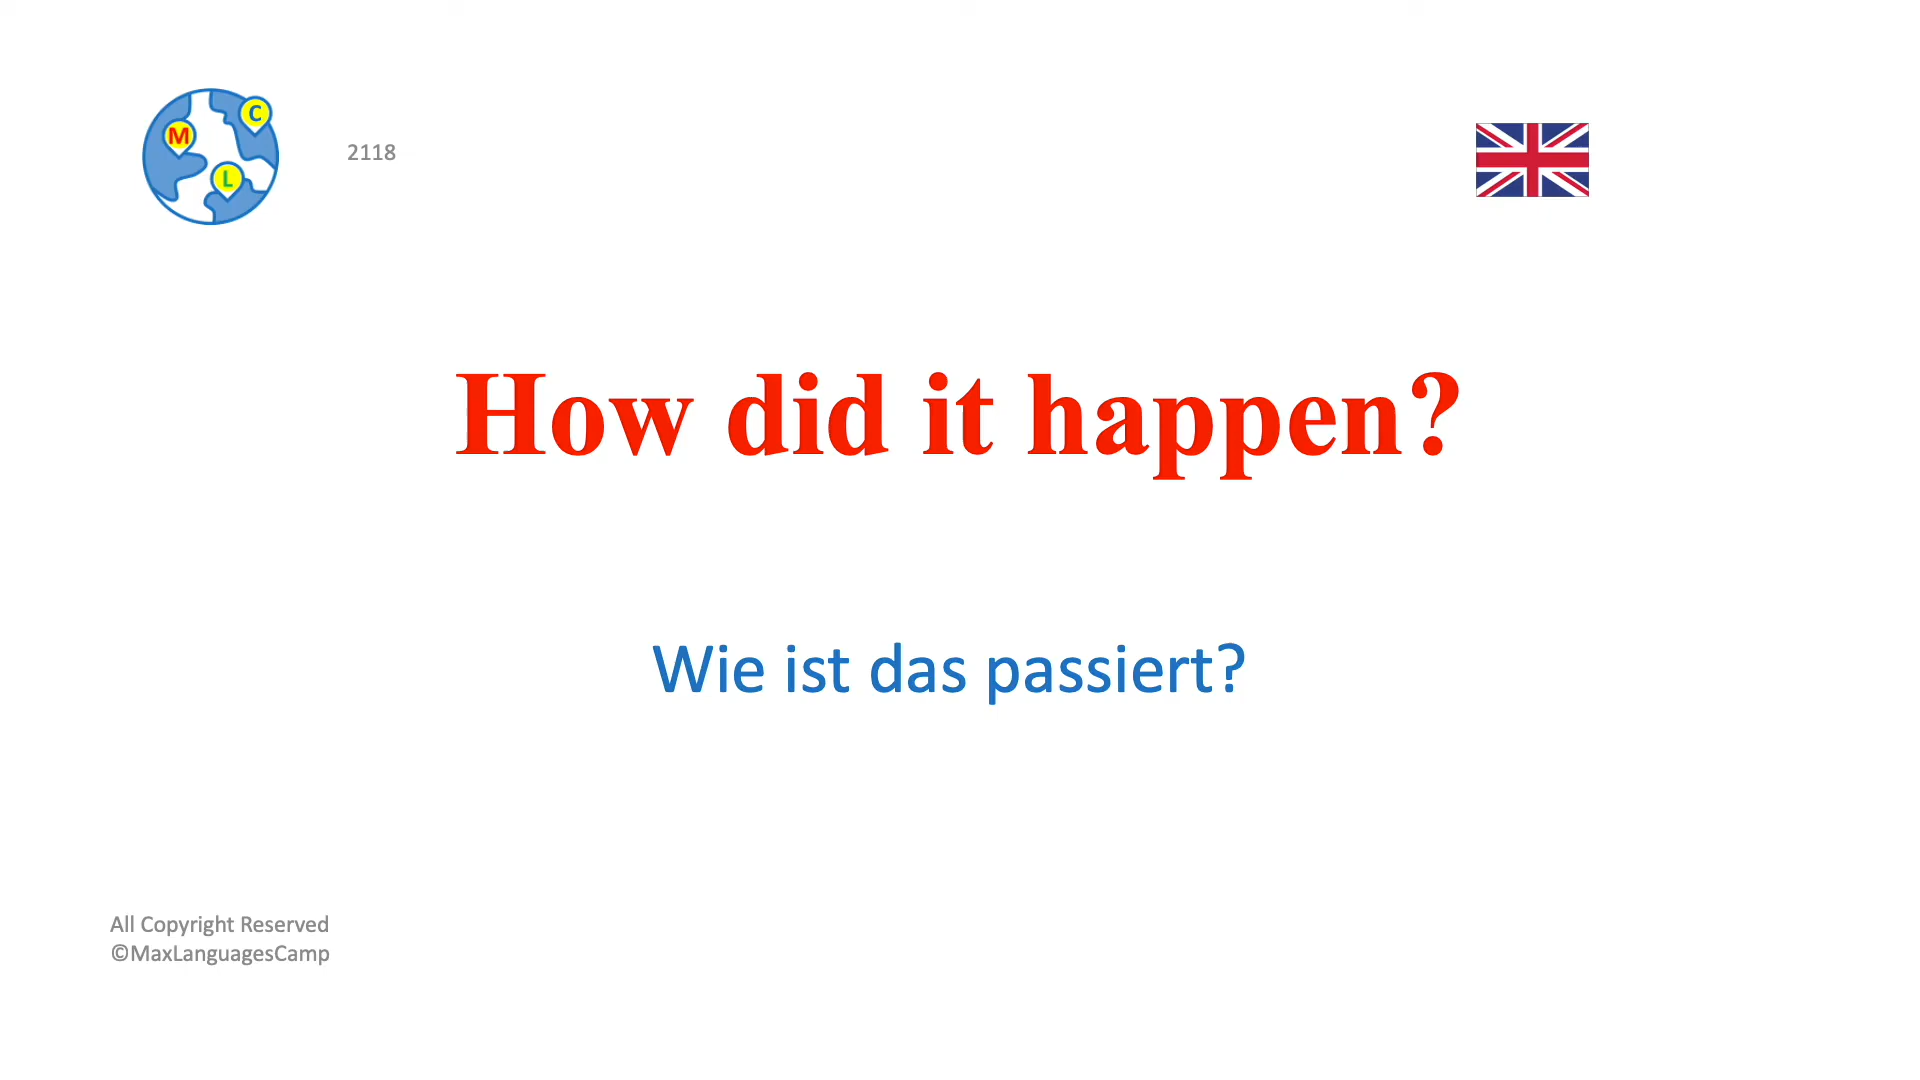 M
C
L
2118
How did it happen?
Wie ist das passiert?
All Copyright Reserved
©MaxLanguagesCamp